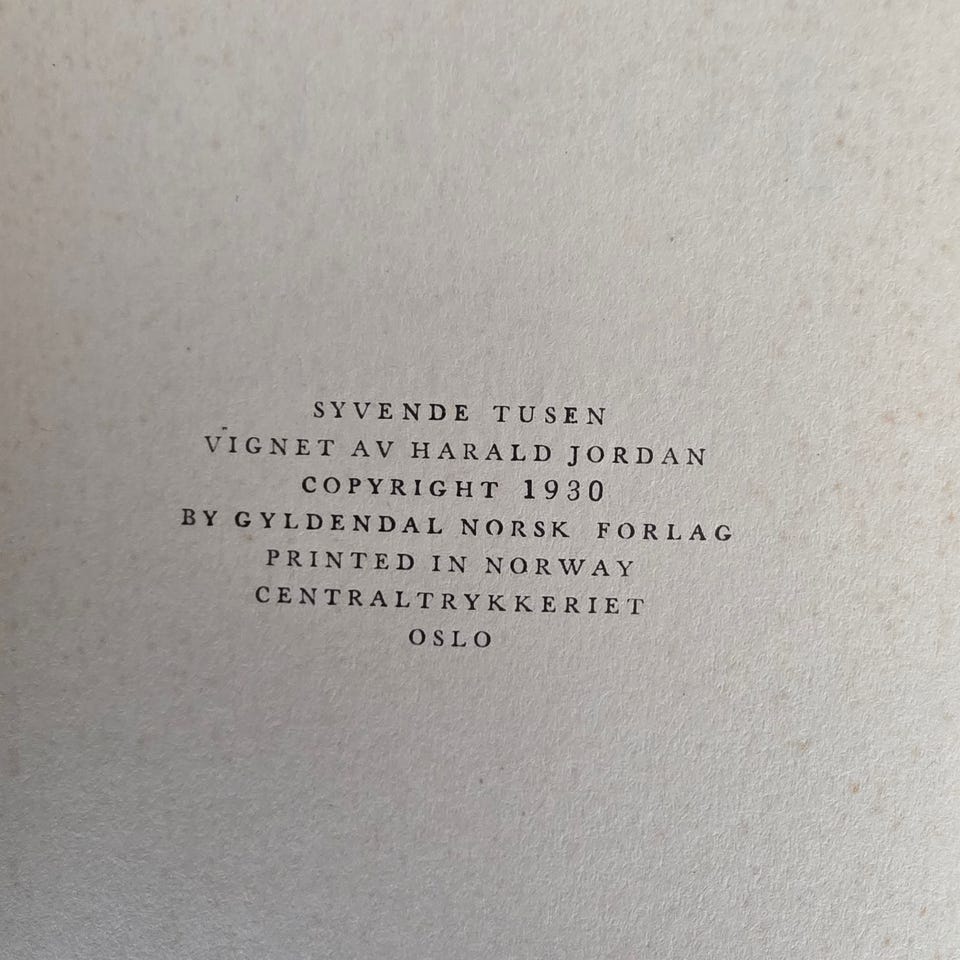 SYVENDE TUSEN
VIGNET AV HARALD JORDAN
COPYRIGHT 1930
BY GYLDENDAL NORSK FORLAG
PRINTED IN NORWAY
CENTRALTRYKKERIET
OSLO